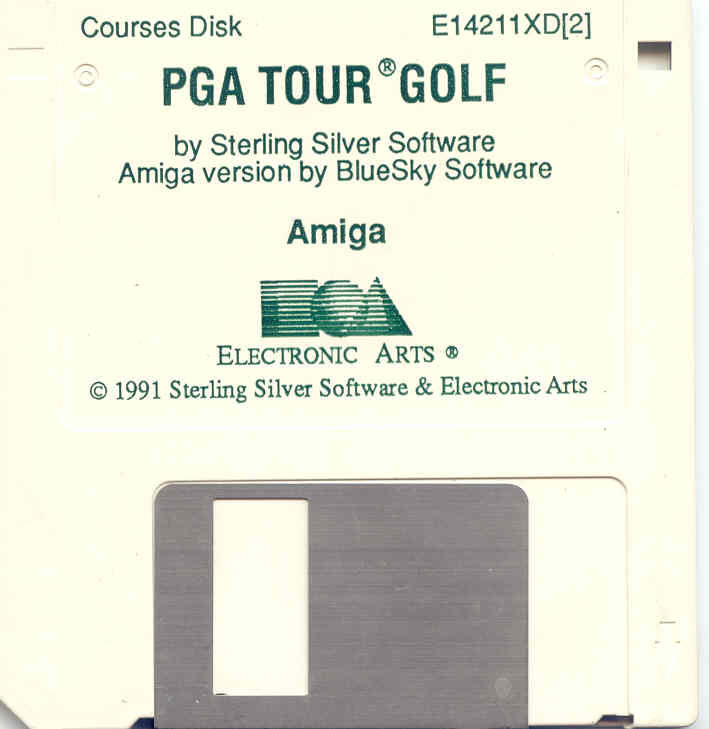 Courses Disk E14211XD[2]
PGA TOUR® GOLF
by Sterling Silver Software
Amiga version by BlueSky Software
Amiga
ELECTRONIC ARTS ®
© 1991 Sterling Silver Software & Electronic Arts